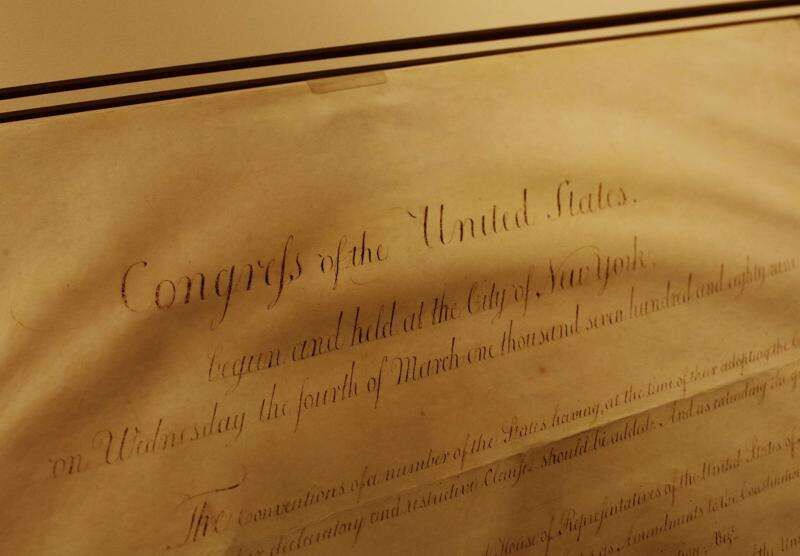 Congreſs of the United States.
begun and held at the City of New York,
on Wednesday the fourth of March one thousand seven hundred and eighty nine
The Conventions of a number of the States having, at the time of their adopting the
declaratory and restrictive clauses should be added: And as extending the
House of Representatives of the United States of
Amendments to the Constitution
Viz.